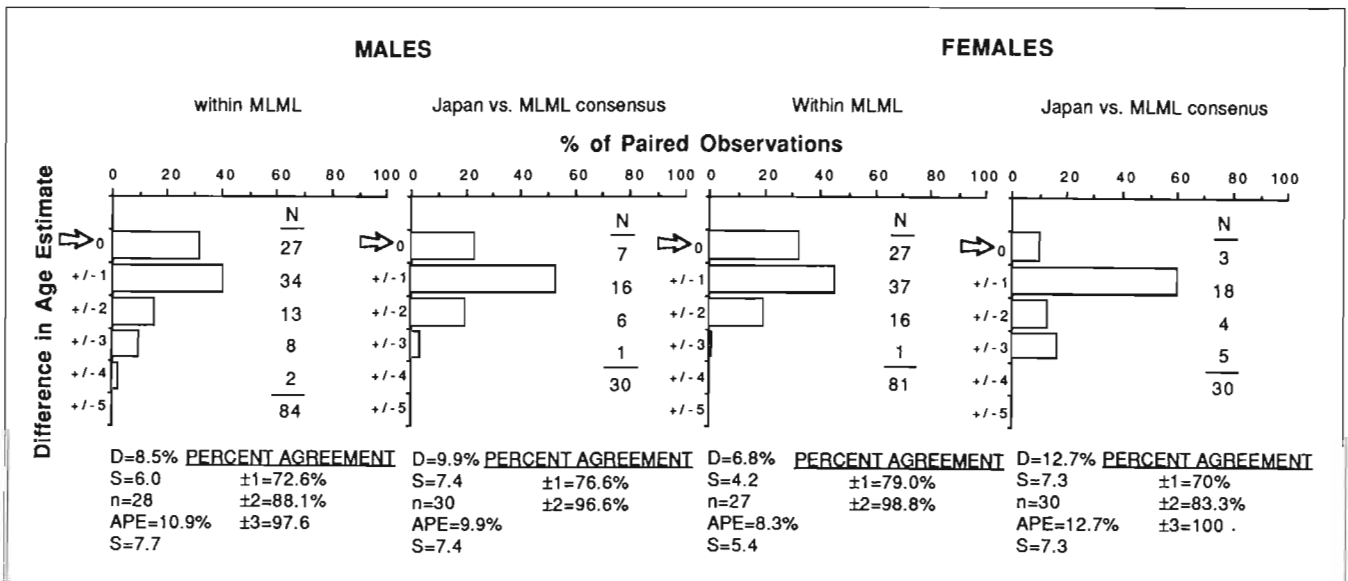 MALES
FEMALES
within MLML
Japan vs. MLML consensus
Within MLML
Japan vs. MLML consenus
% of Paired Observations
Difference in Age Estimate
0 20 40 60 80 100
N
0 27
+/-1 34
+/-2 13
+/-3 8
+/-4 2
+/-5 84
D=8.5% PERCENT AGREEMENT
S=6.0 ±1=72.6%
n=28 ±2=88.1%
APE=10.9% ±3=97.6
S=7.7
0 20 40 60 80 100
N
0 7
+/-1 16
+/-2 6
+/-3 1
+/-4 30
+/-5
D=9.9% PERCENT AGREEMENT
S=7.4 ±1=76.6%
n=30 ±2=96.6%
APE=9.9%
S=7.4
0 20 40 60 80 100
N
0 27
+/-1 37
+/-2 16
+/-3 1
+/-4 81
+/-5
D=6.8% PERCENT AGREEMENT
S=4.2 ±1=79.0%
n=27 ±2=98.8%
APE=8.3%
S=5.4
0 20 40 60 80 100
N
0 3
+/-1 18
+/-2 4
+/-3 5
+/-4 30
+/-5
D=12.7% PERCENT AGREEMENT
S=7.3 ±1=70%
n=30 ±2=83.3%
APE=12.7% ±3=100 .
S=7.3